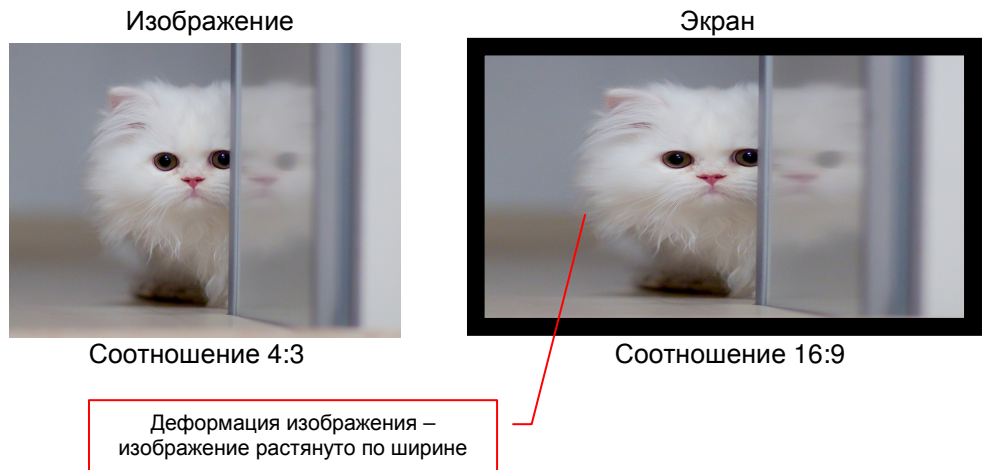 Изображение
Экран
Соотношение 4:3
Соотношение 16:9
Деформация изображения –
изображение растянуто по ширине